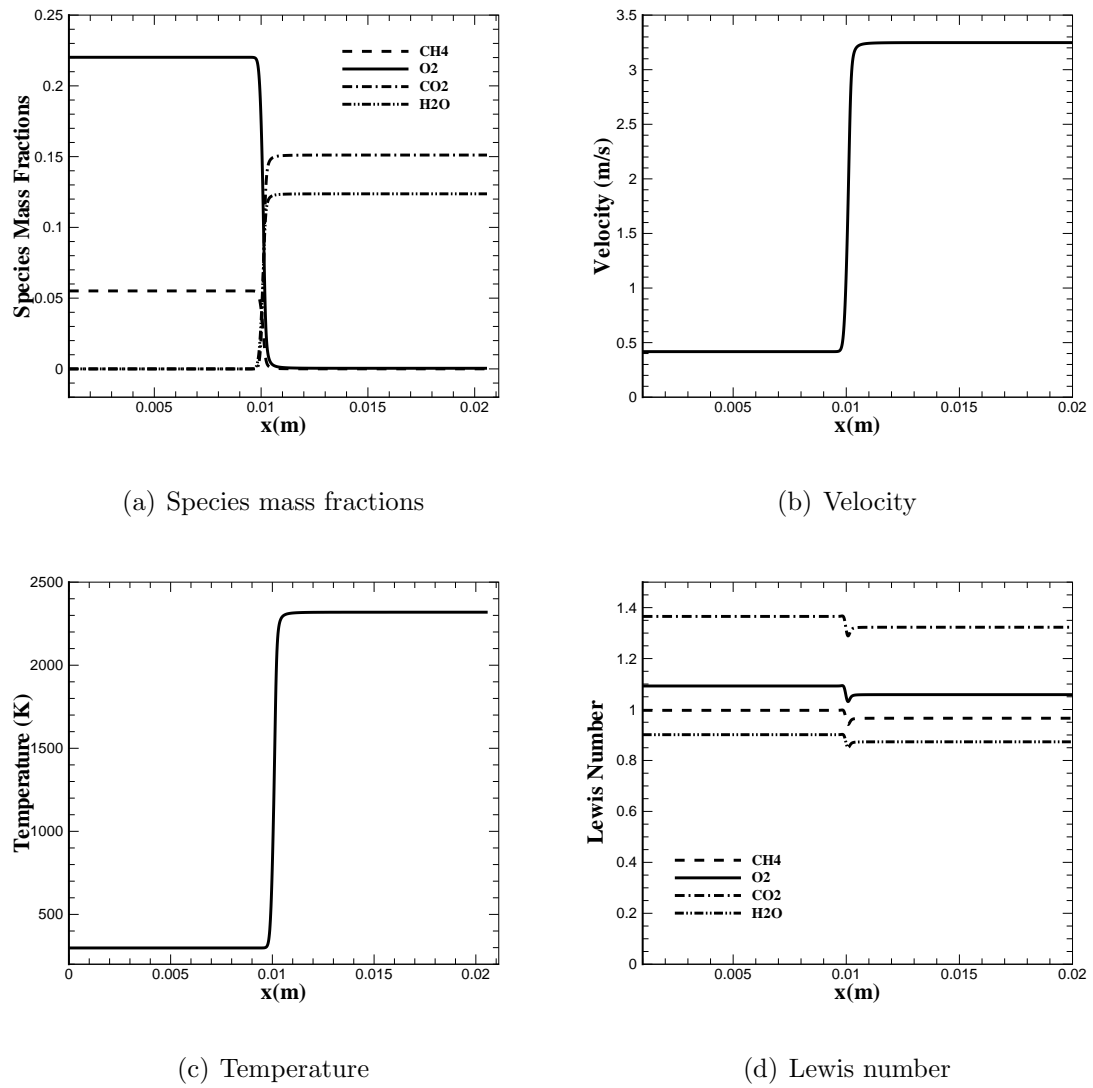 0.25
0.2
0.15
0.1
0.05
0
Species Mass Fractions
CH4
O2
CO2
H2O
0.005
0.01
0.015
0.02
x(m)
(a) Species mass fractions
3.5
3
2.5
2
1.5
1
0.5
0
Velocity (m/s)
0.005
0.01
0.015
0.02
x(m)
(b) Velocity
2500
2000
1500
1000
500
Temperature (K)
0
0.005
0.01
0.015
0.02
x(m)
(c) Temperature
1.4
1.2
1
0.8
0.6
0.4
0.2
0
Lewis Number
CH4
O2
CO2
H2O
0.005
0.01
0.015
0.02
x(m)
(d) Lewis number